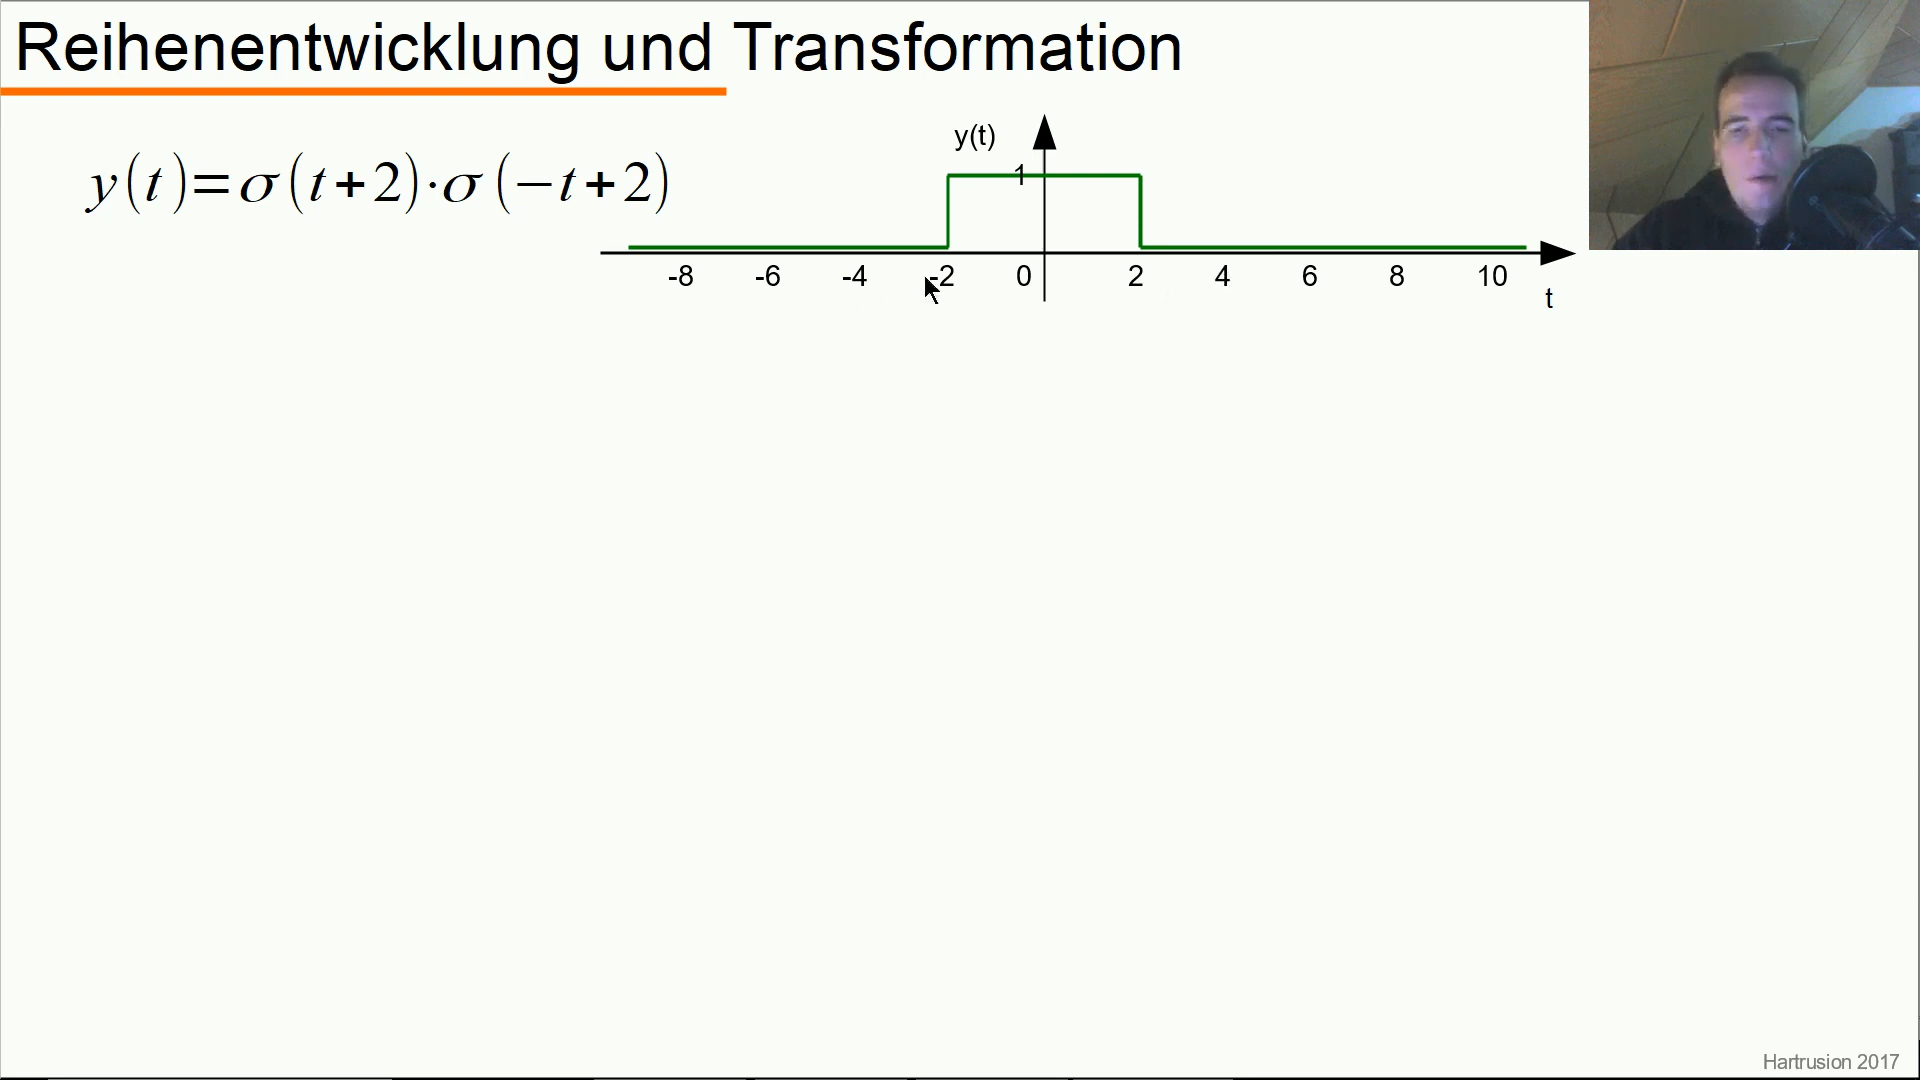 Reihenentwicklung und Transformation
y(t)=σ(t+2)·σ(−t+2)
y(t)
1
-8 -6 -4 -2 0 2 4 6 8 10
t
Hartrusion 2017